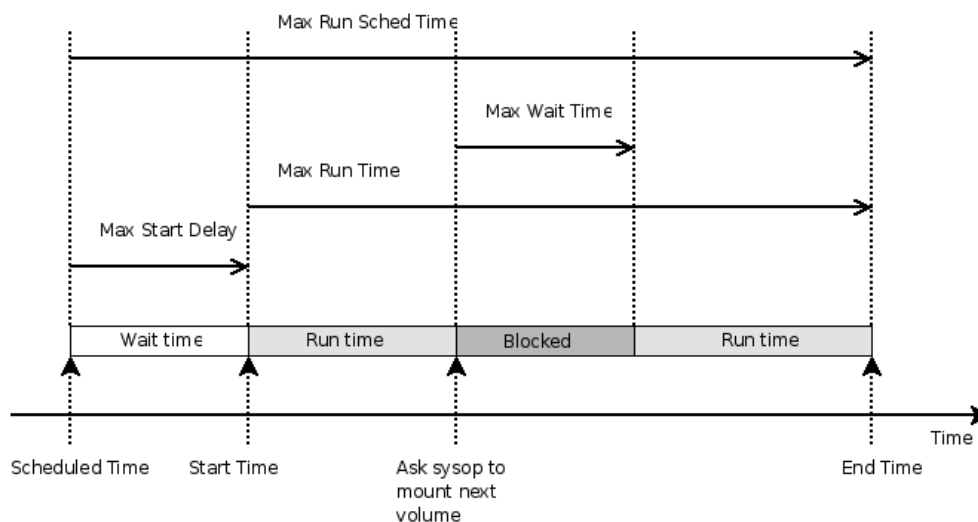 Max Run Sched Time
Max Wait Time
Max Run Time
Max Start Delay
Wait time
Run time
Blocked
Run time
Time
Scheduled Time
Start Time
Ask sysop to
mount next
volume
End Time